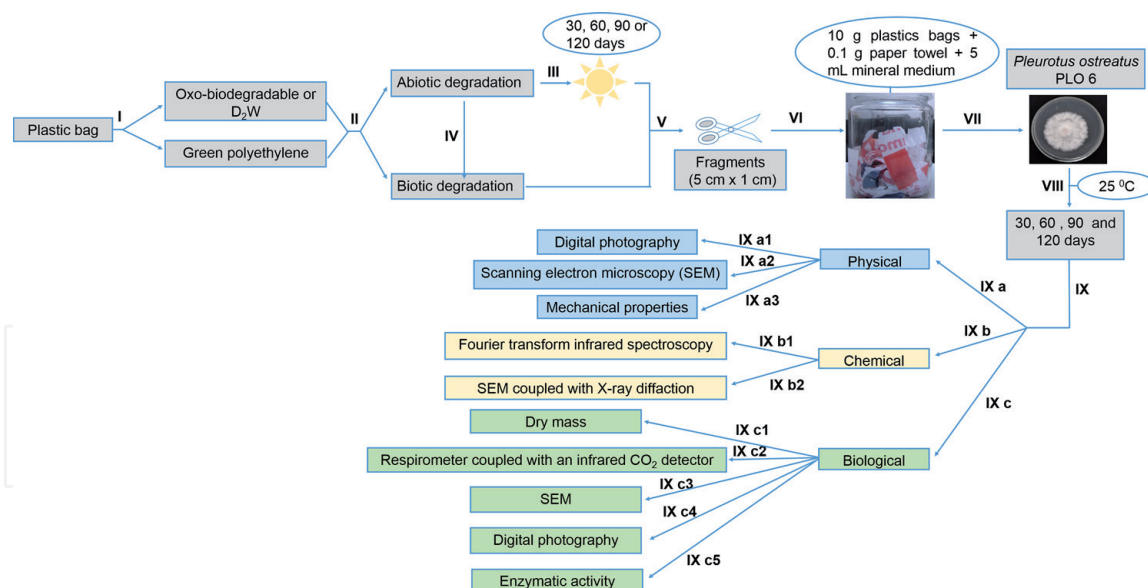 30, 60, 90 or
120 days
10 g plastics bags +
0.1 g paper towel + 5
mL mineral medium
Pleurotus ostreatus
PLO 6
Plastic bag
I
Oxo-biodegradable or
D2W
Green polyethylene
II
Abiotic degradation
III
IV
Biotic degradation
V
Fragments
(5 cm x 1 cm)
VI
VII
VIII
25 ⁰C
30, 60 , 90 and
120 days
IX
IX a
IX b
IX c
Physical
IX a1
Digital photography
IX a2
Scanning electron microscopy (SEM)
IX a3
Mechanical properties
Chemical
IX b1
Fourier transform infrared spectroscopy
IX b2
SEM coupled with X-ray diffaction
Biological
IX c1
Dry mass
IX c2
Respirometer coupled with an infrared CO2 detector
IX c3
SEM
IX c4
Digital photography
IX c5
Enzymatic activity